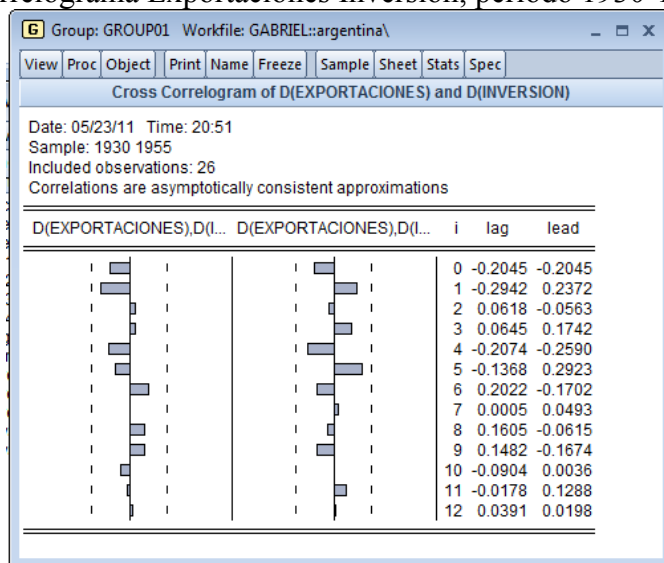 Exportaciones Inversión, período 1930
Group: GROUP01 Workfile: GABRIEL::argentina\
View Proc Object Print Name Freeze Sample Sheet Stats Spec
Cross Correlogram of D(EXPORTACIONES) and D(INVERSION)
Date: 05/23/11 Time: 20:51
Sample: 1930 1955
Included observations: 26
Correlations are asymptotically consistent approximations
D(EXPORTACIONES),D(I... D(EXPORTACIONES),D(I... i lag lead
0 -0.2045 -0.2045
1 -0.2942 0.2372
2 0.0618 -0.0563
3 0.0645 0.1742
4 -0.2074 -0.2590
5 -0.1368 0.2923
6 0.2022 -0.1702
7 0.0005 0.0493
8 0.1605 -0.0615
9 0.1482 -0.1674
10 -0.0904 0.0036
11 -0.0178 0.1288
12 0.0391 0.0198